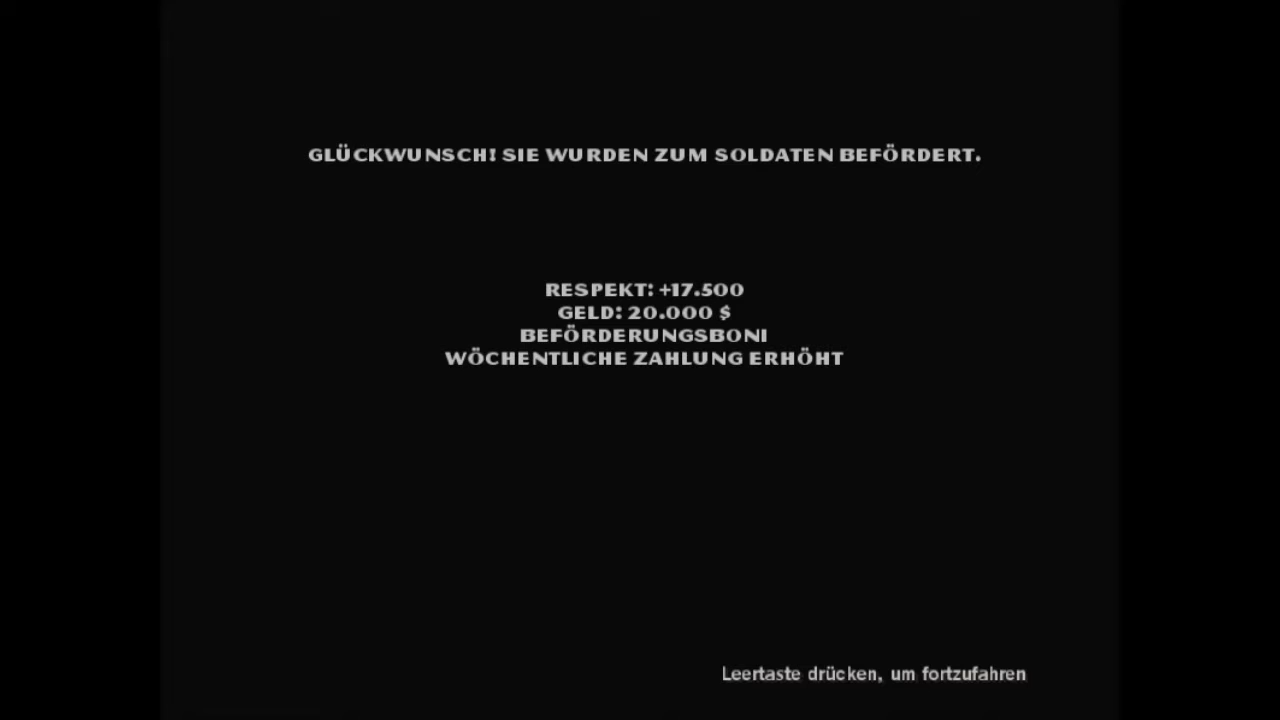 GLÜCKWUNSCH! SIE WURDEN ZUM SOLDATEN BEFÖRDERT.
RESPEKT: +17.500
GELD: 20.000 $
BEFÖRDERUNGSBONI
WÖCHENTLICHE ZAHLUNG ERHÖHT
Leertaste drücken, um fortzufahren